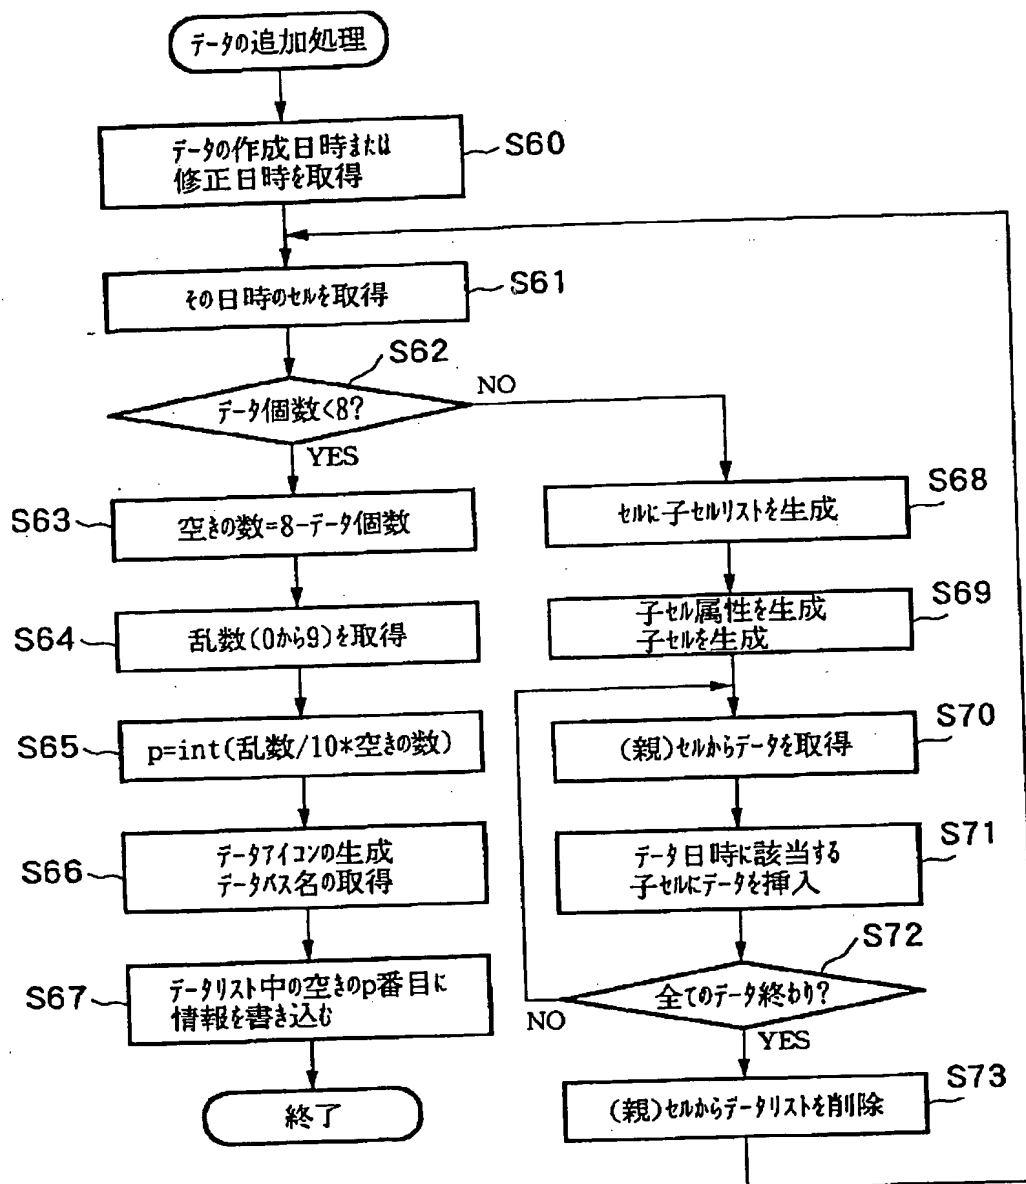 データの追加処理
データの作成日時または
修正日時を取得
S60
その日時のセルを取得
S61
S62
データ個数<8?
NO
YES
S63
空きの数=8-データ個数
S64
乱数(0から9)を取得
S65
p=int(乱数/10*空きの数)
S66
データアイコンの生成
データパス名の取得
S67
データリスト中の空きのp番目に
情報を書き込む
終了
S68
セルに子セルリストを生成
S69
子セル属性を生成
子セルを生成
S70
(親)セルからデータを取得
S71
データ日時に該当する
子セルにデータを挿入
S72
全てのデータ終わり?
NO
YES
S73
(親)セルからデータリストを削除